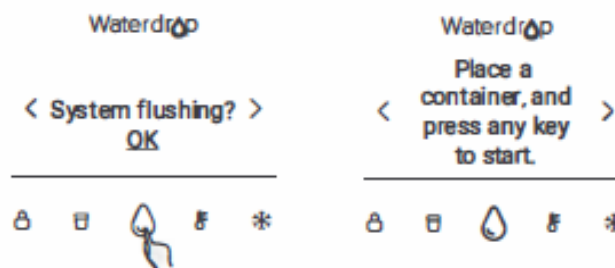 Waterdrop
< System flushing? >
OK
Waterdrop
Place a
< container, and >
press any key
to start.